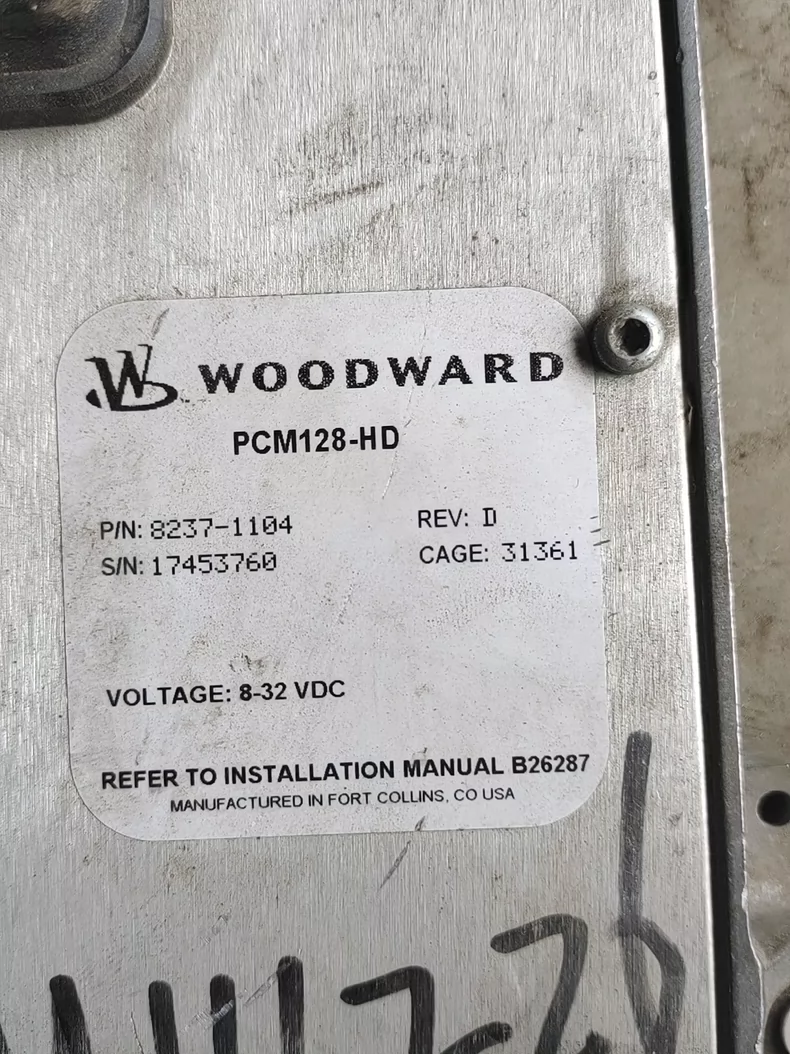 WOODWARD
PCM128-HD
P/N: 8237-1104
REV: D
S/N: 17453760
CAGE: 31361
VOLTAGE: 8-32 VDC
REFER TO INSTALLATION MANUAL B26287
MANUFACTURED IN FORT COLLINS, CO USA